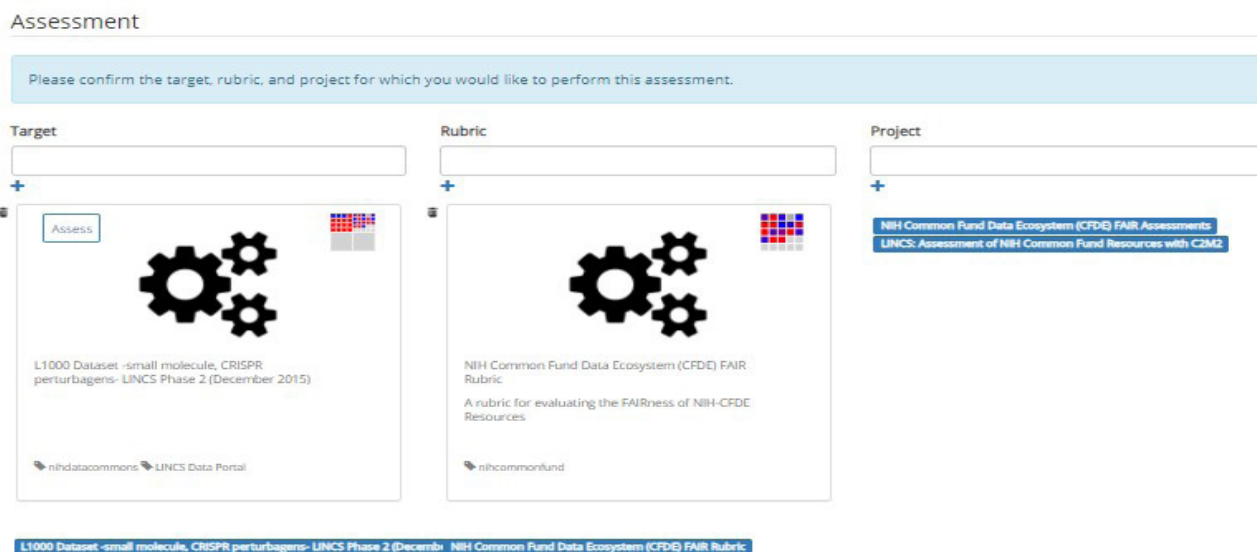 Assessment
Please confirm the target, rubric, and project for which you would like to perform this assessment.
Target
Rubric
Project
Assess
L1000 Dataset -small molecule, CRISPR
perturbagens- LINCS Phase 2 (December 2015)
nihdatacommons LINCS Data Portal
NIH Common Fund Data Ecosystem (CFDE) FAIR
Rubric
A rubric for evaluating the FAIRness of NIH-CFDE
Resources
nihcommonfund
NIH Common Fund Data Ecosystem (CFDE) FAIR Assessments
LINCS: Assessment of NIH Common Fund Resources with C2M2
L1000 Dataset -small molecule, CRISPR perturbagens- LINCS Phase 2 (Decemb
NIH Common Fund Data Ecosystem (CFDE) FAIR Rubric